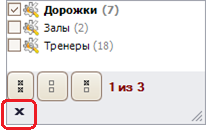 Дорожки (7)
Залы (2)
Тренеры (18)
1 из 3
x